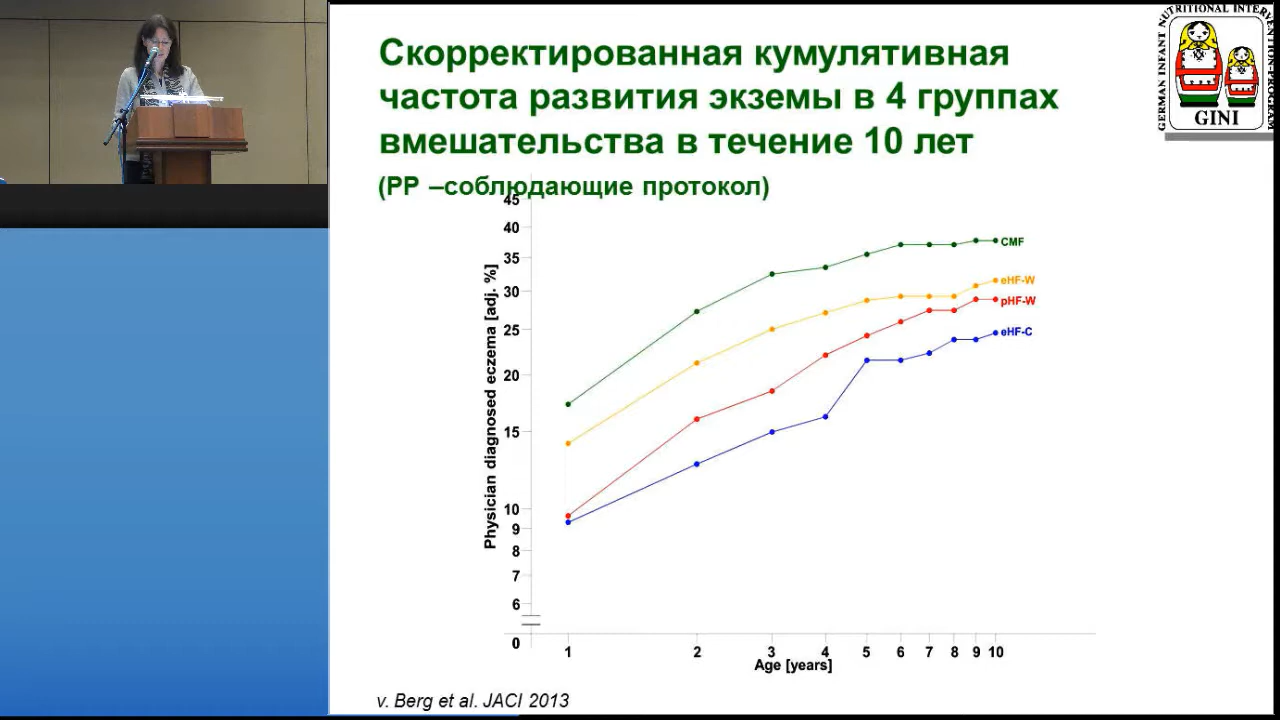 Скорректированная кумулятивная
частота развития экземы в 4 группах
вмешательства в течение 10 лет
(PP –соблюдающие протокол)
GERMAN INFANT NUTRITIONAL INTERVENTION-PROGRAM
GINI
Physician diagnosed eczema [adj. %]
45
40
35
30
25
20
15
10
9
8
7
6
0
CMF
eHF-W
pHF-W
eHF-C
1 2 3 4 5 6 7 8 9 10
Age [years]
v. Berg et al. JACI 2013